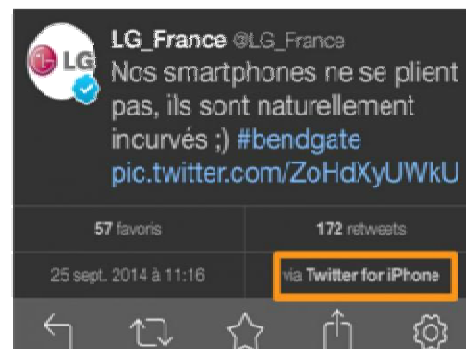 LG
LG_France @LG_France
Nos smartphones ne se plient
pas, ils sont naturellement
incurvés ;) #bendgate
pic.twitter.com/ZoHdXyUWkU
57 favoris
172 retweets
25 sept. 2014 à 11:16
via Twitter for iPhone